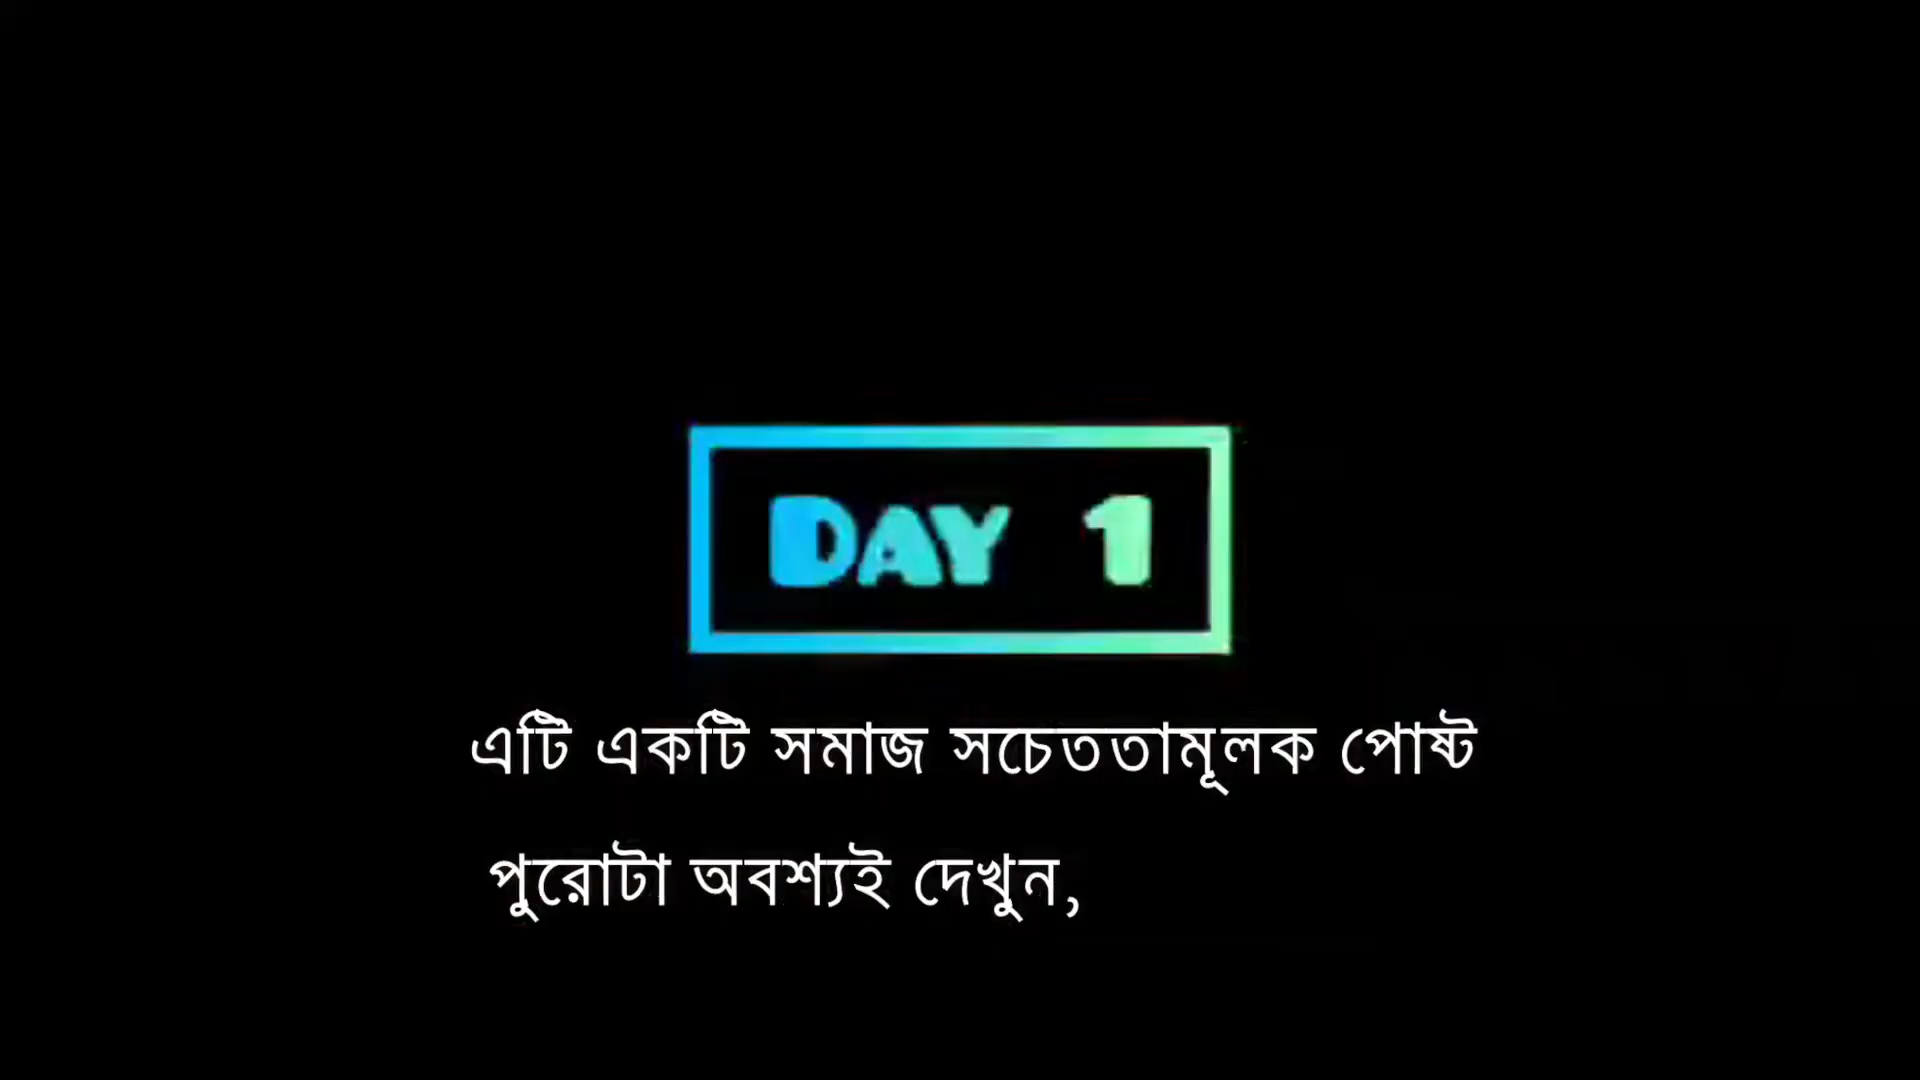 DAY 1
এটি একটি সমাজ সচেততামূলক পোষ্ট
পুরোটা অবশ্যই দেখুন,